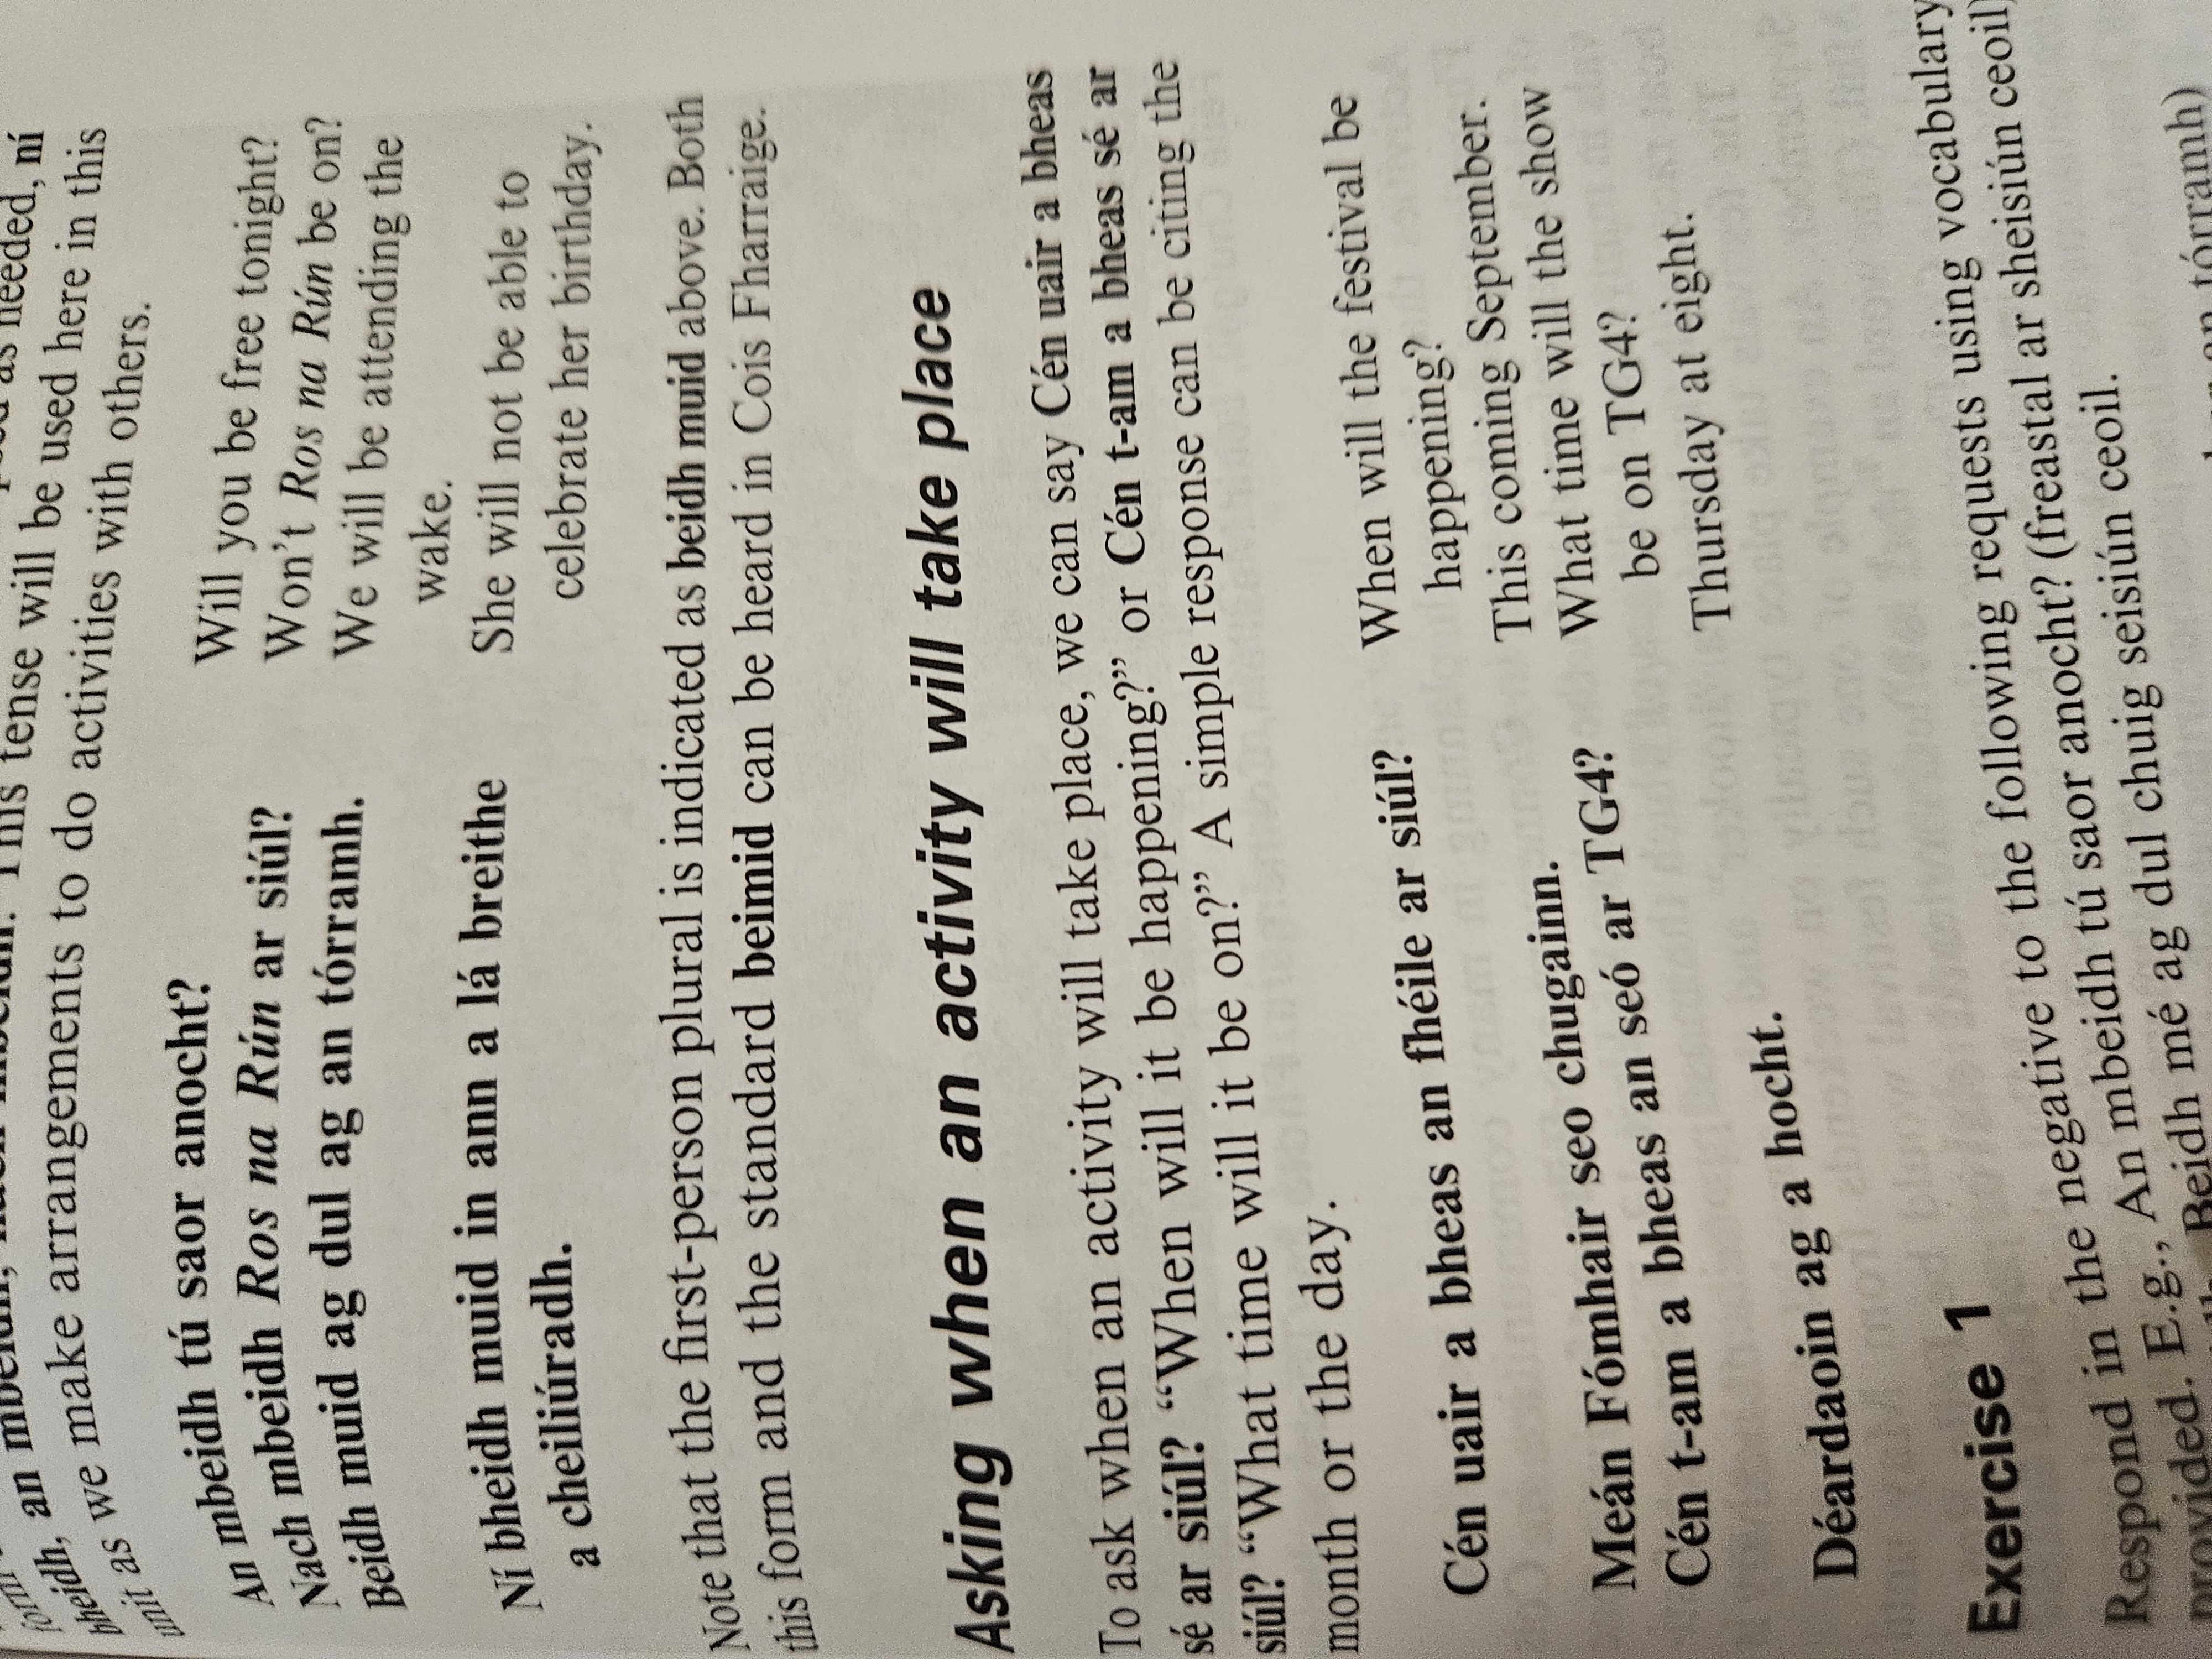 form
bheidh, an mbeidh, nach mbeidh. This tense will be used here in this as needed, ní
unit as we make arrangements to do activities with others.
An mbeidh tú saor anocht? Will you be free tonight?
Nach mbeidh Ros na Rún ar siúl? Won't Ros na Rún be on?
Beidh muid ag dul ag an tórramh. We will be attending the
wake.
Ní bheidh muid in ann a lá breithe She will not be able to
a cheiliúradh. celebrate her birthday.
Note that the first-person plural is indicated as beidh muid above. Both
this form and the standard beimid can be heard in Cois Fharraige.
Asking when an activity will take place
To ask when an activity will take place, we can say Cén uair a bheas
sé ar siúl? “When will it be happening?” or Cén t-am a bheas sé ar
siúl? “What time will it be on?” A simple response can be citing the
month or the day.
Cén uair a bheas an fhéile ar siúl? When will the festival be
happening?
Meán Fómhair seo chugainn. This coming September.
Cén t-am a bheas an seó ar TG4? What time will the show
be on TG4?
Déardaoin ag a hocht. Thursday at eight.
Exercise 1
Respond in the negative to the following requests using vocabulary
provided. E.g., An mbeidh tú saor anocht? (freastal ar sheisiún ceoil)
Beidh mé ag dul chuig seisiún ceoil.
an tórramh)